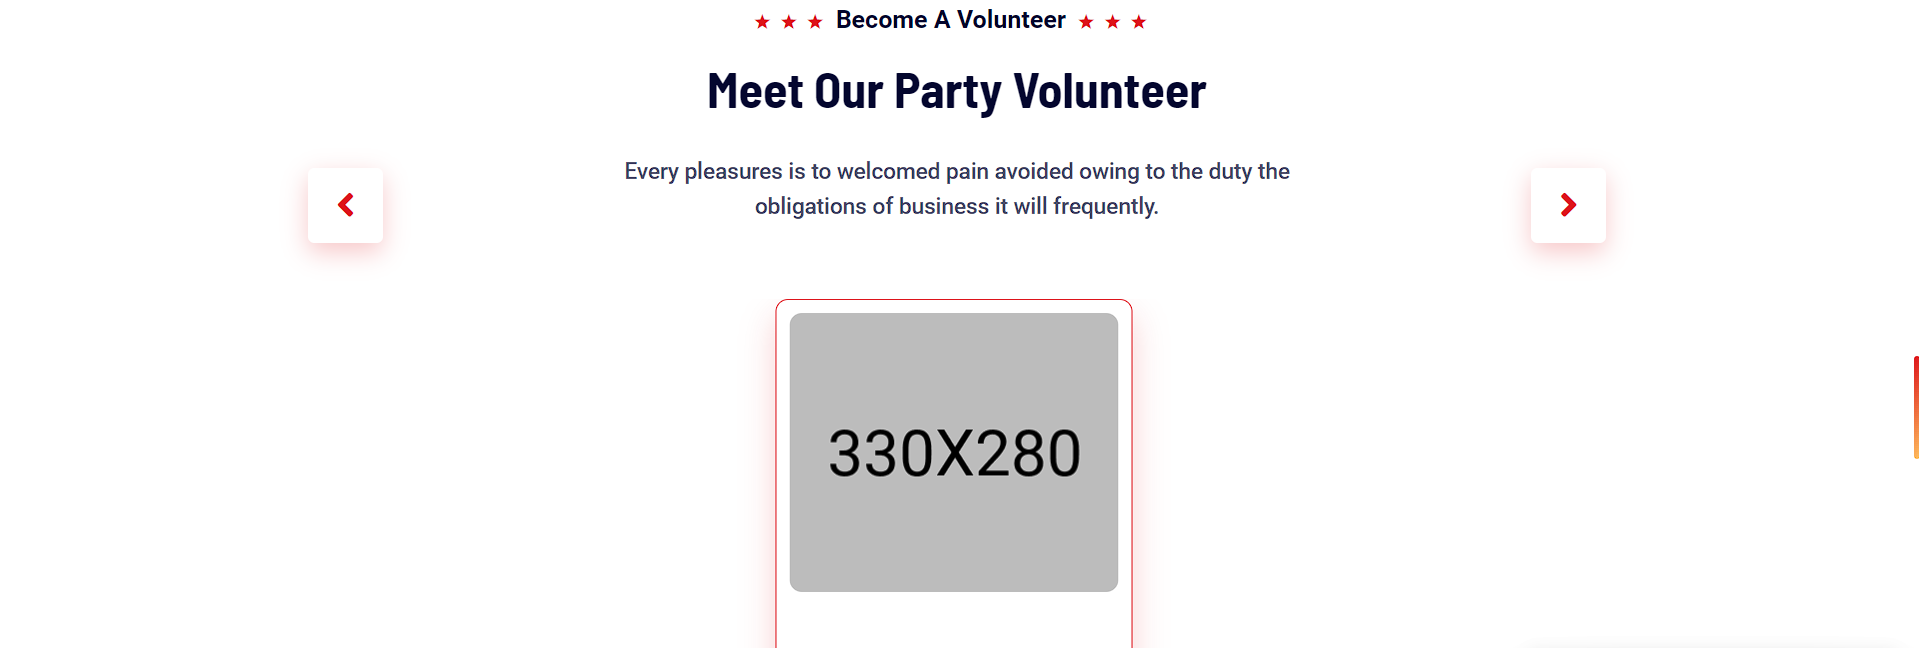 ★ ★ ★ Become A Volunteer ★ ★ ★
Meet Our Party Volunteer
Every pleasures is to welcomed pain avoided owing to the duty the
obligations of business it will frequently.
330X280